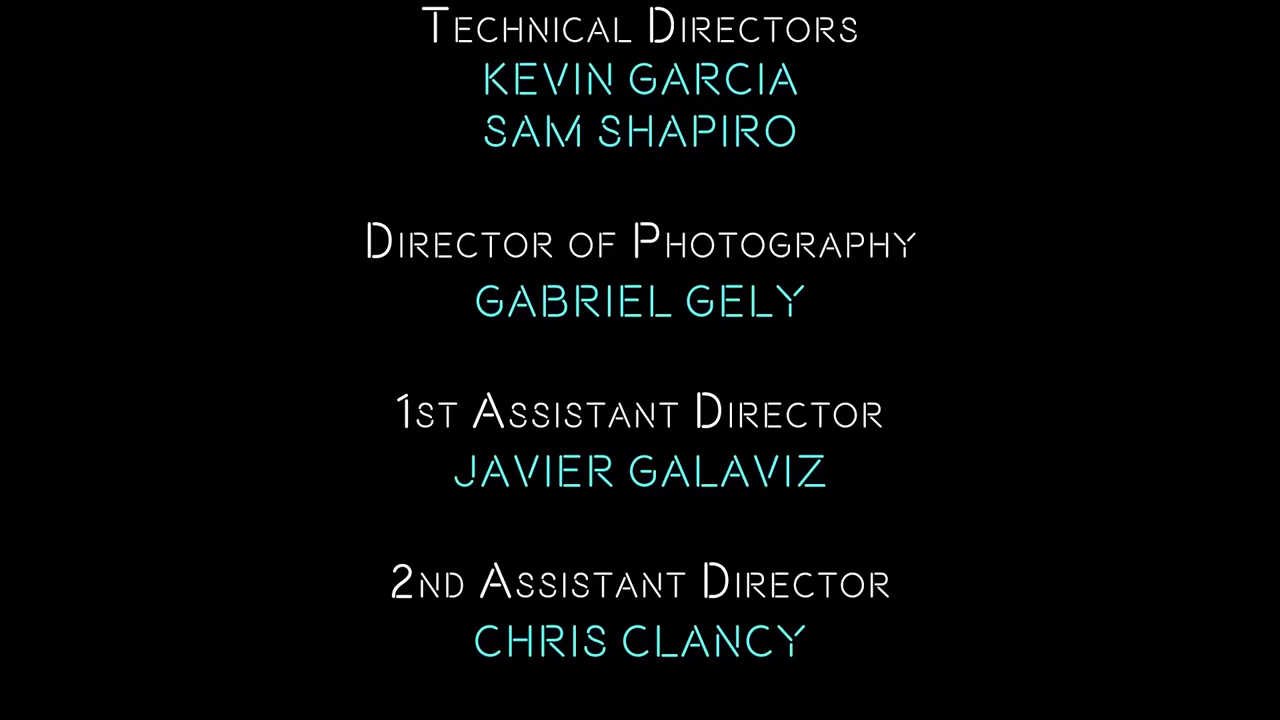 Technical Directors
KEVIN GARCIA
SAM SHAPIRO
Director of Photography
GABRIEL GELY
1st Assistant Director
JAVIER GALAVIZ
2nd Assistant Director
CHRIS CLANCY